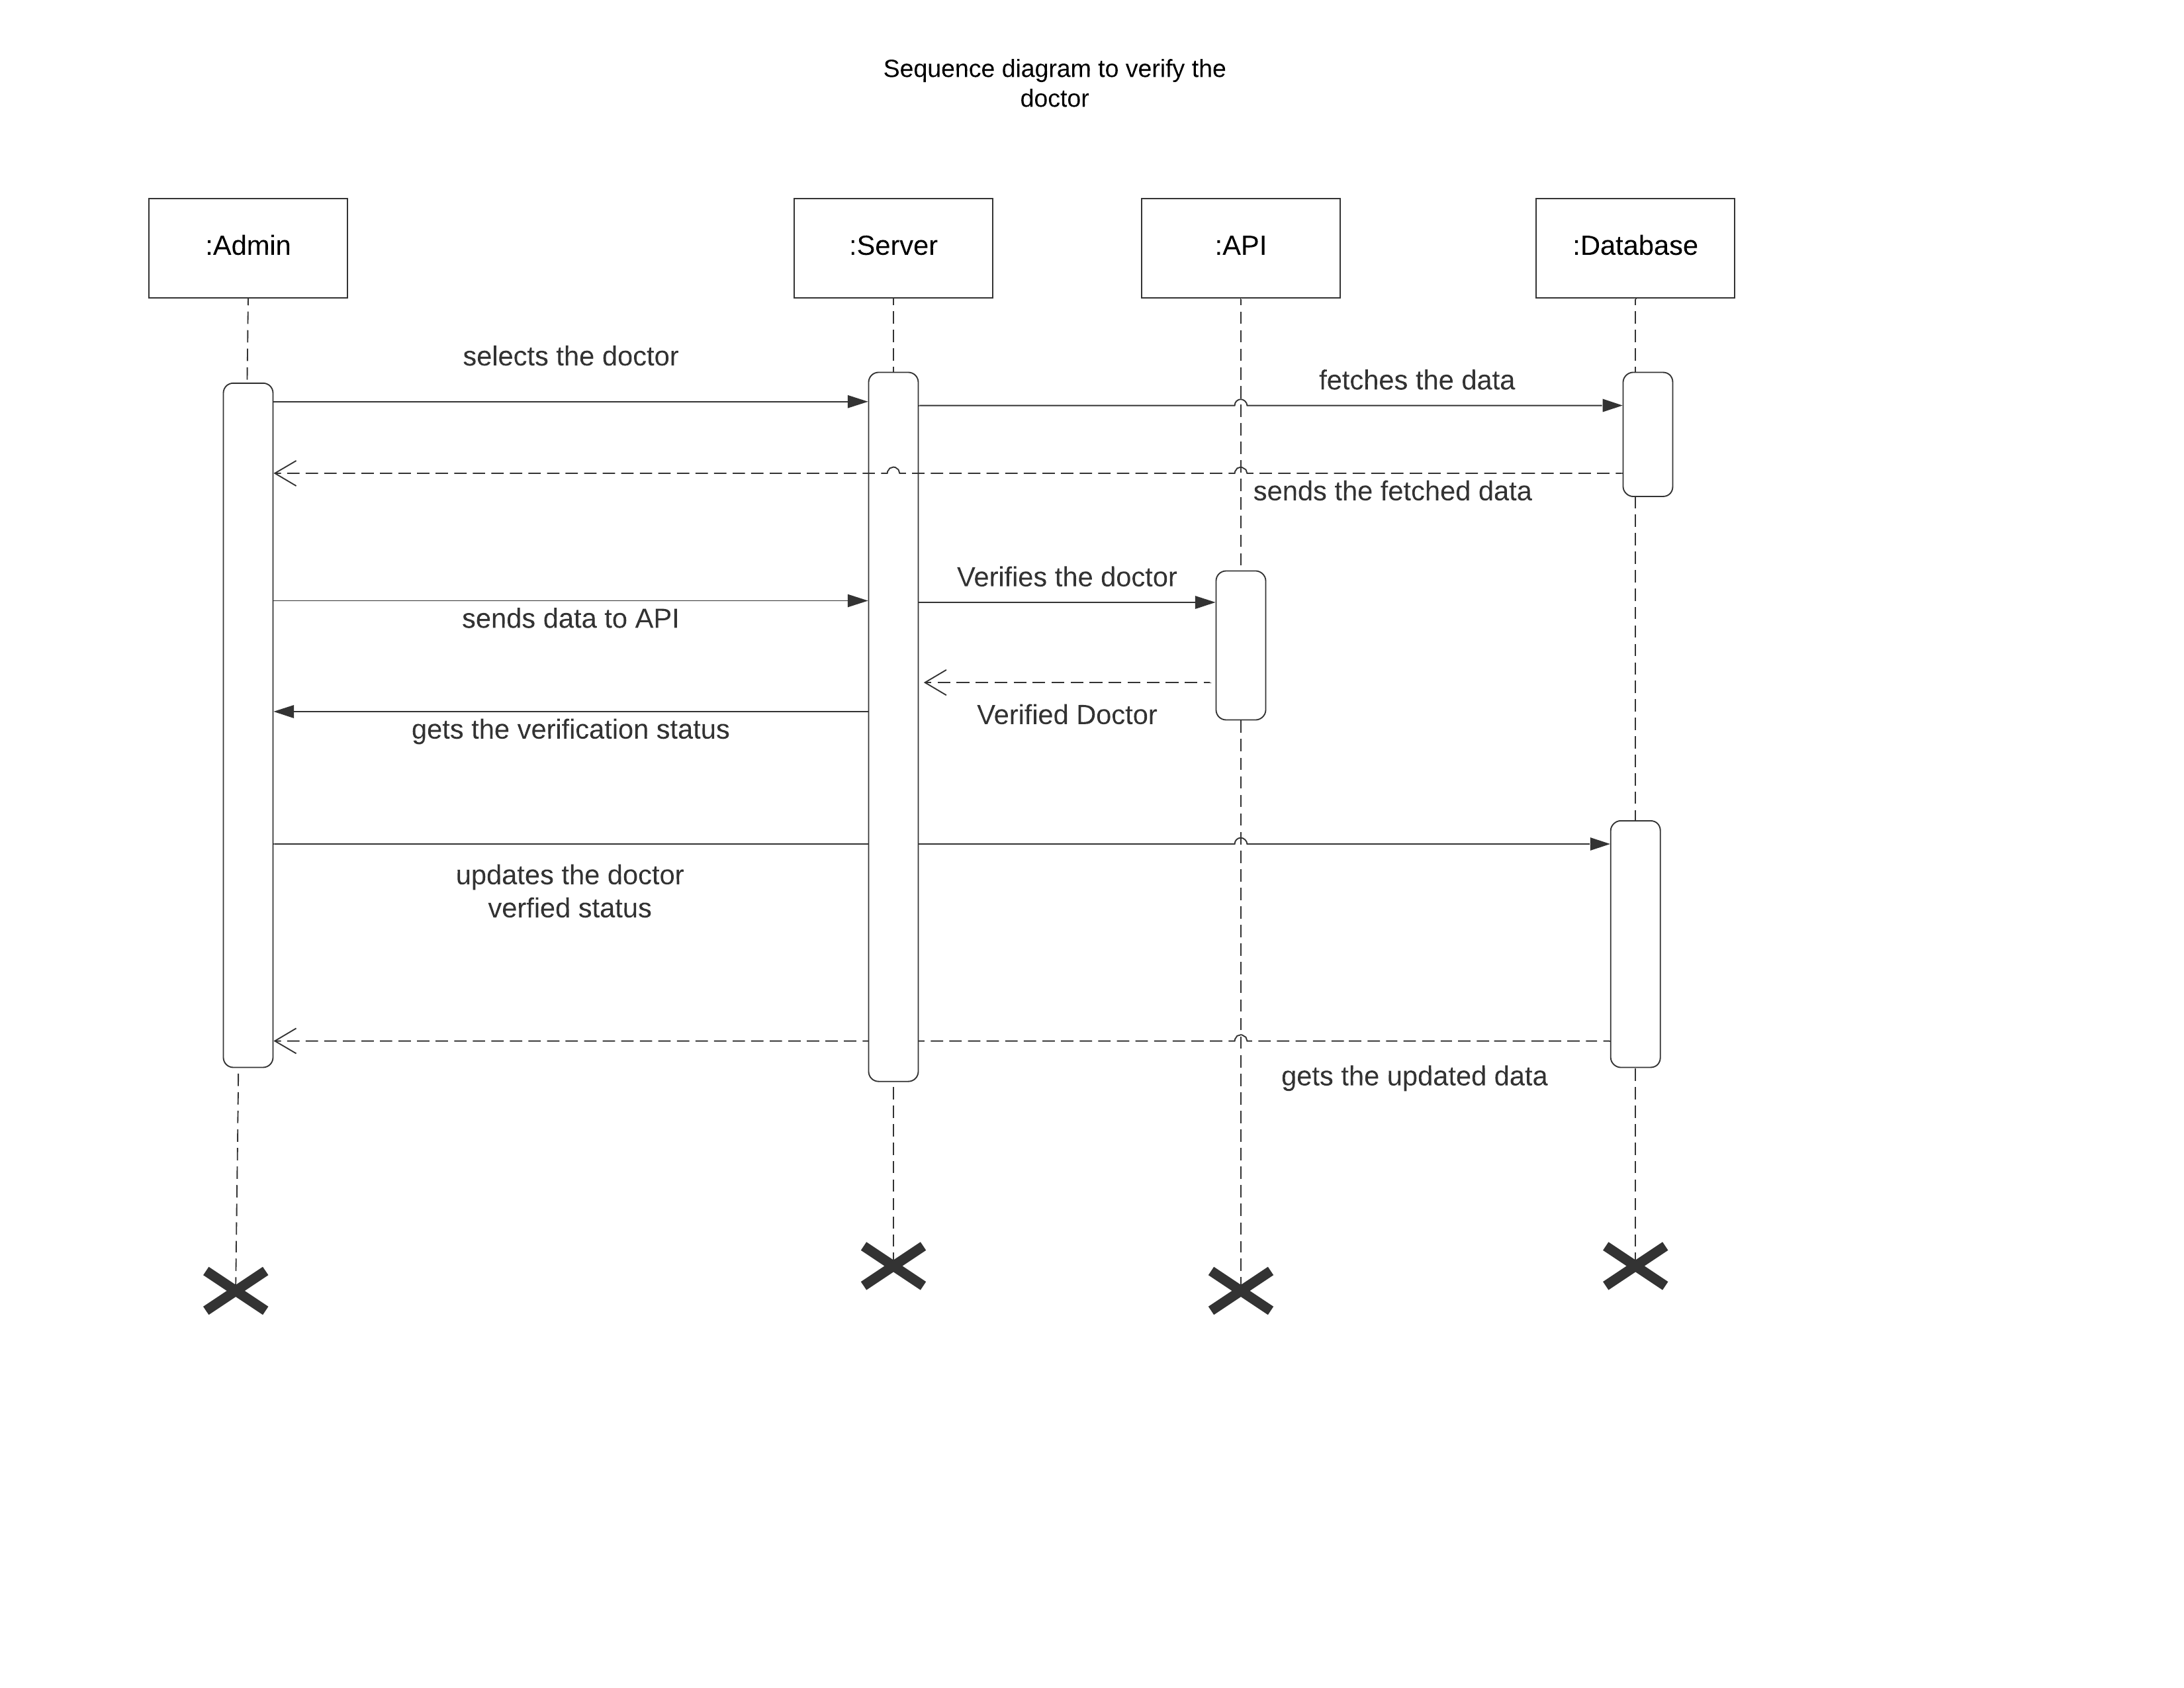 Sequence diagram to verify the
doctor
:Admin
:Server
:API
:Database
selects the doctor
fetches the data
sends the fetched data
Verifies the doctor
sends data to API
Verified Doctor
gets the verification status
updates the doctor
verfied status
gets the updated data